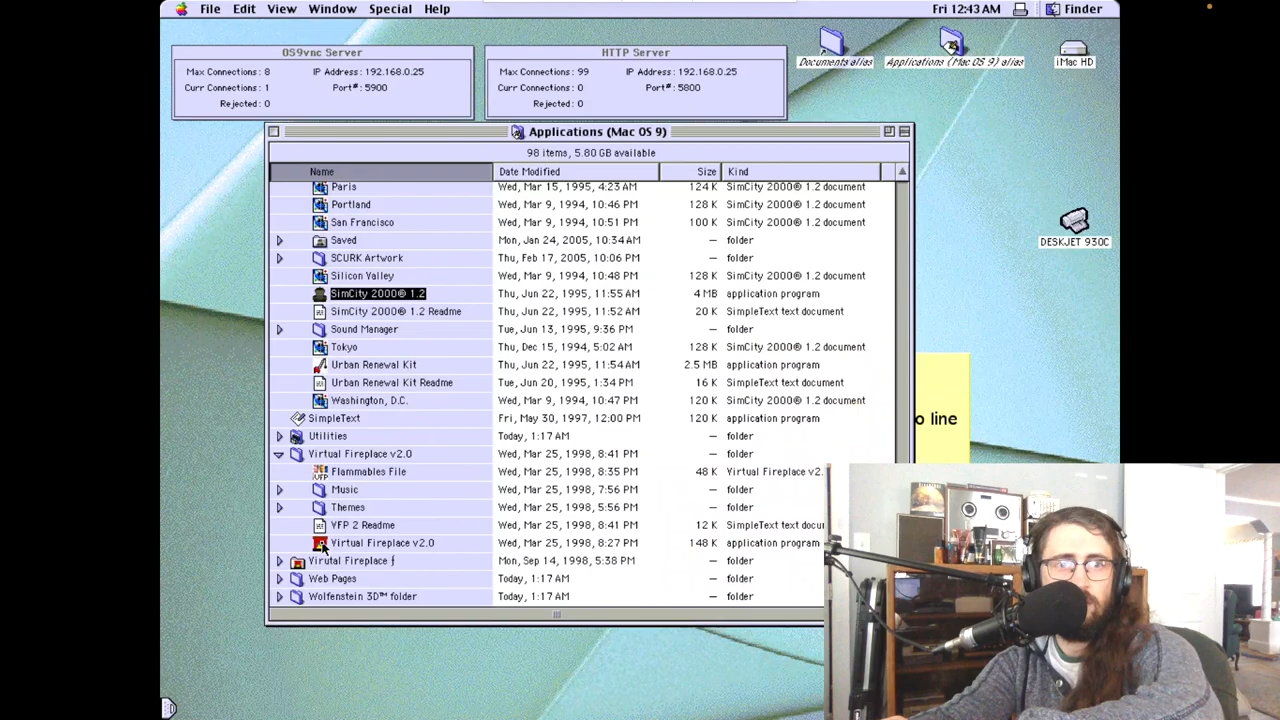 File Edit View Window Special Help Fri 12:43 AM Finder
OS9vnc Server
Max Connections: 8 IP Address: 192.168.0.25
Curr Connections: 1 Port#: 5900
Rejected: 0
HTTP Server
Max Connections: 99 IP Address: 192.168.0.25
Curr Connections: 0 Port#: 5800
Rejected: 0
Documents alias
Applications (Mac OS 9) alias
iMac HD
DESKJET 930C
Applications (Mac OS 9)
98 items, 5.80 GB available
Name Date Modified Size Kind
Paris Wed, Mar 15, 1995, 4:23 AM 124 K SimCity 2000® 1.2 document
Portland Wed, Mar 9, 1994, 10:46 PM 128 K SimCity 2000® 1.2 document
San Francisco Wed, Mar 9, 1994, 10:51 PM 100 K SimCity 2000® 1.2 document
Saved Mon, Jan 24, 2005, 10:34 AM – folder
SCURK Artwork Thu, Feb 17, 2005, 10:06 PM – folder
Silicon Valley Wed, Mar 9, 1994, 10:48 PM 128 K SimCity 2000® 1.2 document
SimCity 2000® 1.2 Thu, Jun 22, 1995, 11:55 AM 4 MB application program
SimCity 2000® 1.2 Readme Thu, Jun 22, 1995, 11:52 AM 20 K SimpleText text document
Sound Manager Tue, Jun 13, 1995, 9:36 PM – folder
Tokyo Thu, Dec 15, 1994, 5:02 AM 128 K SimCity 2000® 1.2 document
Urban Renewal Kit Thu, Jun 22, 1995, 11:54 AM 2.5 MB application program
Urban Renewal Kit Readme Tue, Jun 20, 1995, 1:34 PM 16 K SimpleText text document
Washington, D.C. Wed, Mar 9, 1994, 10:47 PM 120 K SimCity 2000® 1.2 document
SimpleText Fri, May 30, 1997, 12:00 PM 120 K application program
o line
Utilities Today, 1:17 AM – folder
Virtual Fireplace v2.0 Wed, Mar 25, 1998, 8:41 PM – folder
Flammables File Wed, Mar 25, 1998, 8:35 PM 48 K Virtual Fireplace v2.
Music Wed, Mar 25, 1998, 7:56 PM – folder
Themes Wed, Mar 25, 1998, 5:56 PM – folder
VFP 2 Readme Wed, Mar 25, 1998, 8:41 PM 12 K SimpleText text docu
Virtual Fireplace v2.0 Wed, Mar 25, 1998, 8:27 PM 148 K application program
Virutal Fireplace ƒ Mon, Sep 14, 1998, 5:38 PM – folder
Web Pages Today, 1:17 AM – folder
Wolfenstein 3D™ folder Today, 1:17 AM – folder